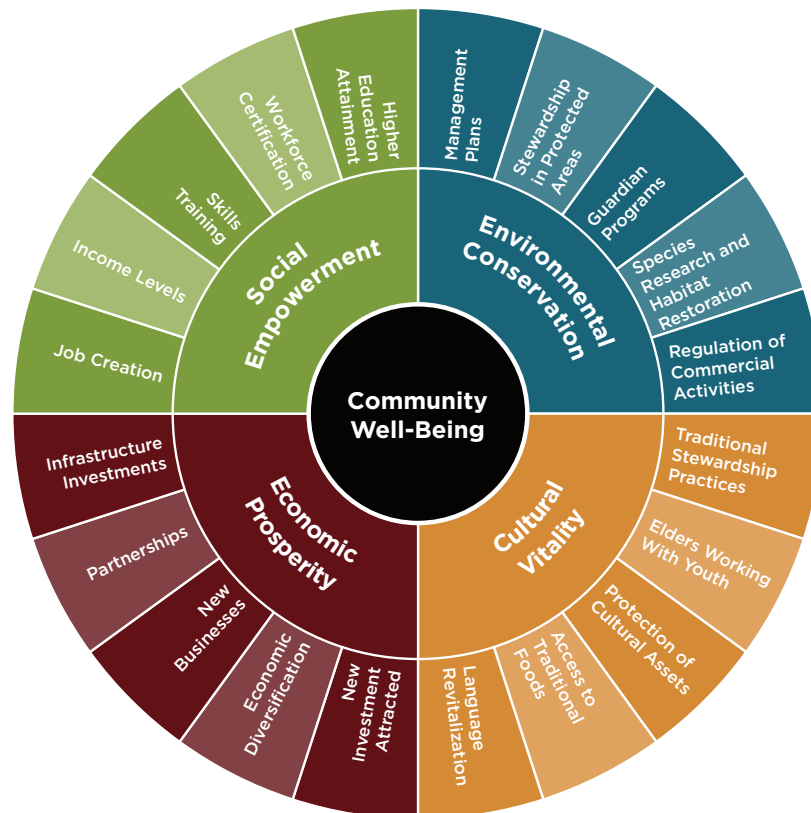 Community
Well-Being
Environmental
Conservation
Management
Plans
Stewardship
in Protected
Areas
Guardian
Programs
Species
Research and
Habitat
Restoration
Regulation of
Commercial
Activities
Cultural
Vitality
Traditional
Stewardship
Practices
Elders Working
With Youth
Protection of
Cultural Assets
Access to
Traditional
Foods
Language
Revitalization
Economic
Prosperity
New
Investment
Attracted
Economic
Diversification
New
Businesses
Partnerships
Infrastructure
Investments
Social
Empowerment
Job Creation
Income Levels
Skills
Training
Workforce
Certification
Higher
Education
Attainment